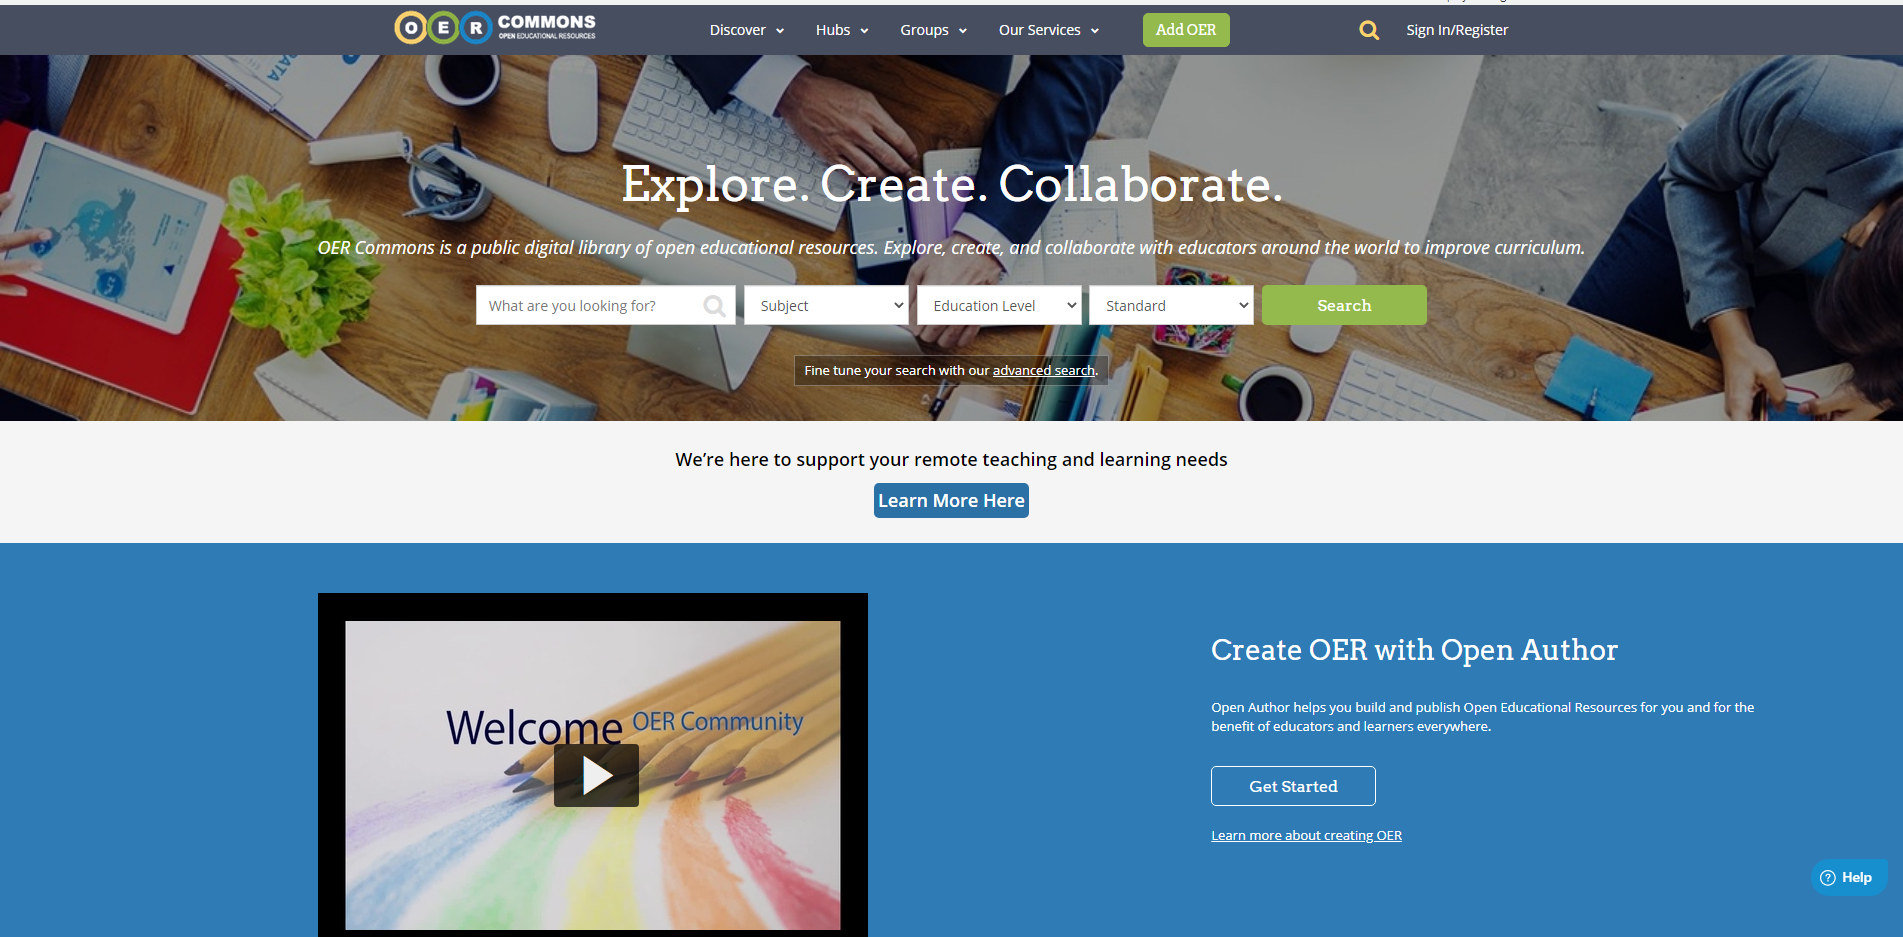 OER COMMONS
OPEN EDUCATIONAL RESOURCES
Discover
Hubs
Groups
Our Services
Add OER
Sign In/Register
DATA
Explore. Create. Collaborate.
OER Commons is a public digital library of open educational resources. Explore, create, and collaborate with educators around the world to improve curriculum.
What are you looking for?
Subject
Education Level
Standard
Search
Fine tune your search with our advanced search.
We’re here to support your remote teaching and learning needs
Learn More Here
Welcome OER Community
Create OER with Open Author
Open Author helps you build and publish Open Educational Resources for you and for the
benefit of educators and learners everywhere.
Get Started
Learn more about creating OER
? Help